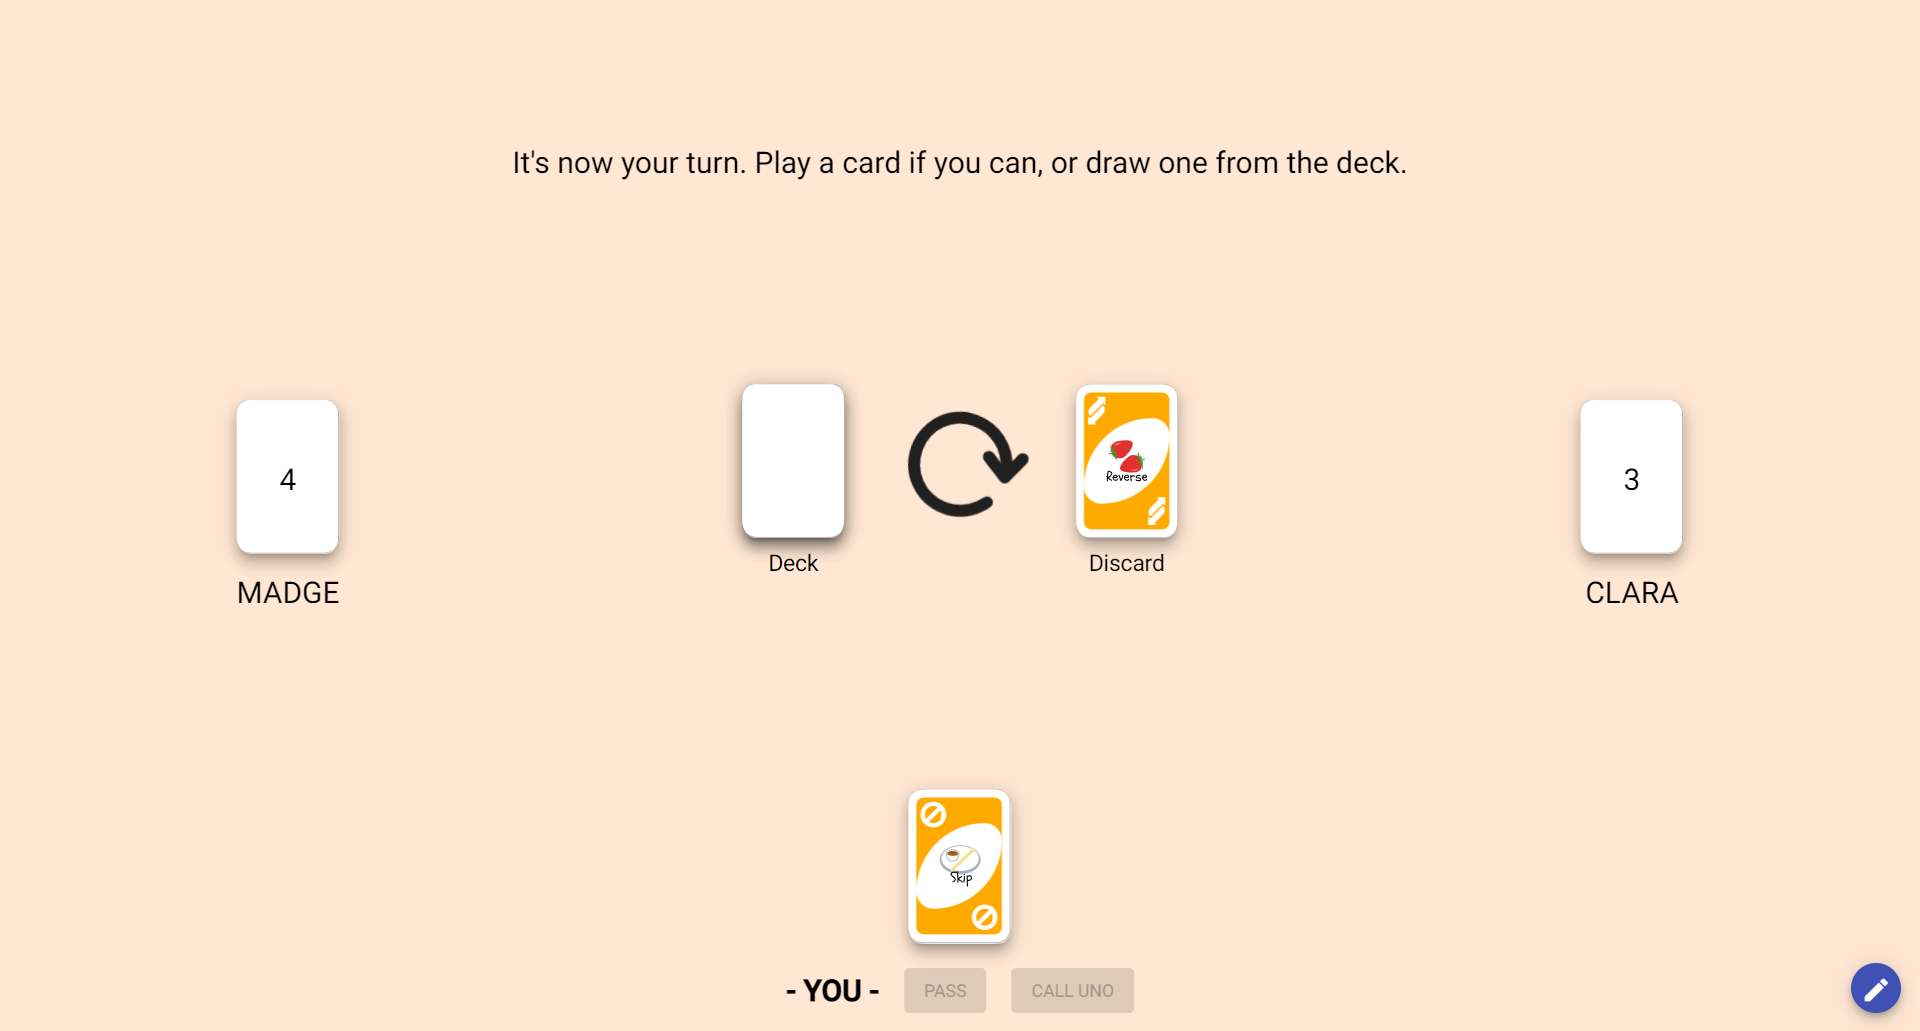 It's now your turn. Play a card if you can, or draw one from the deck.
4
MADGE
Deck
Reverse
Discard
3
CLARA
Skip
- YOU -
PASS
CALL UNO